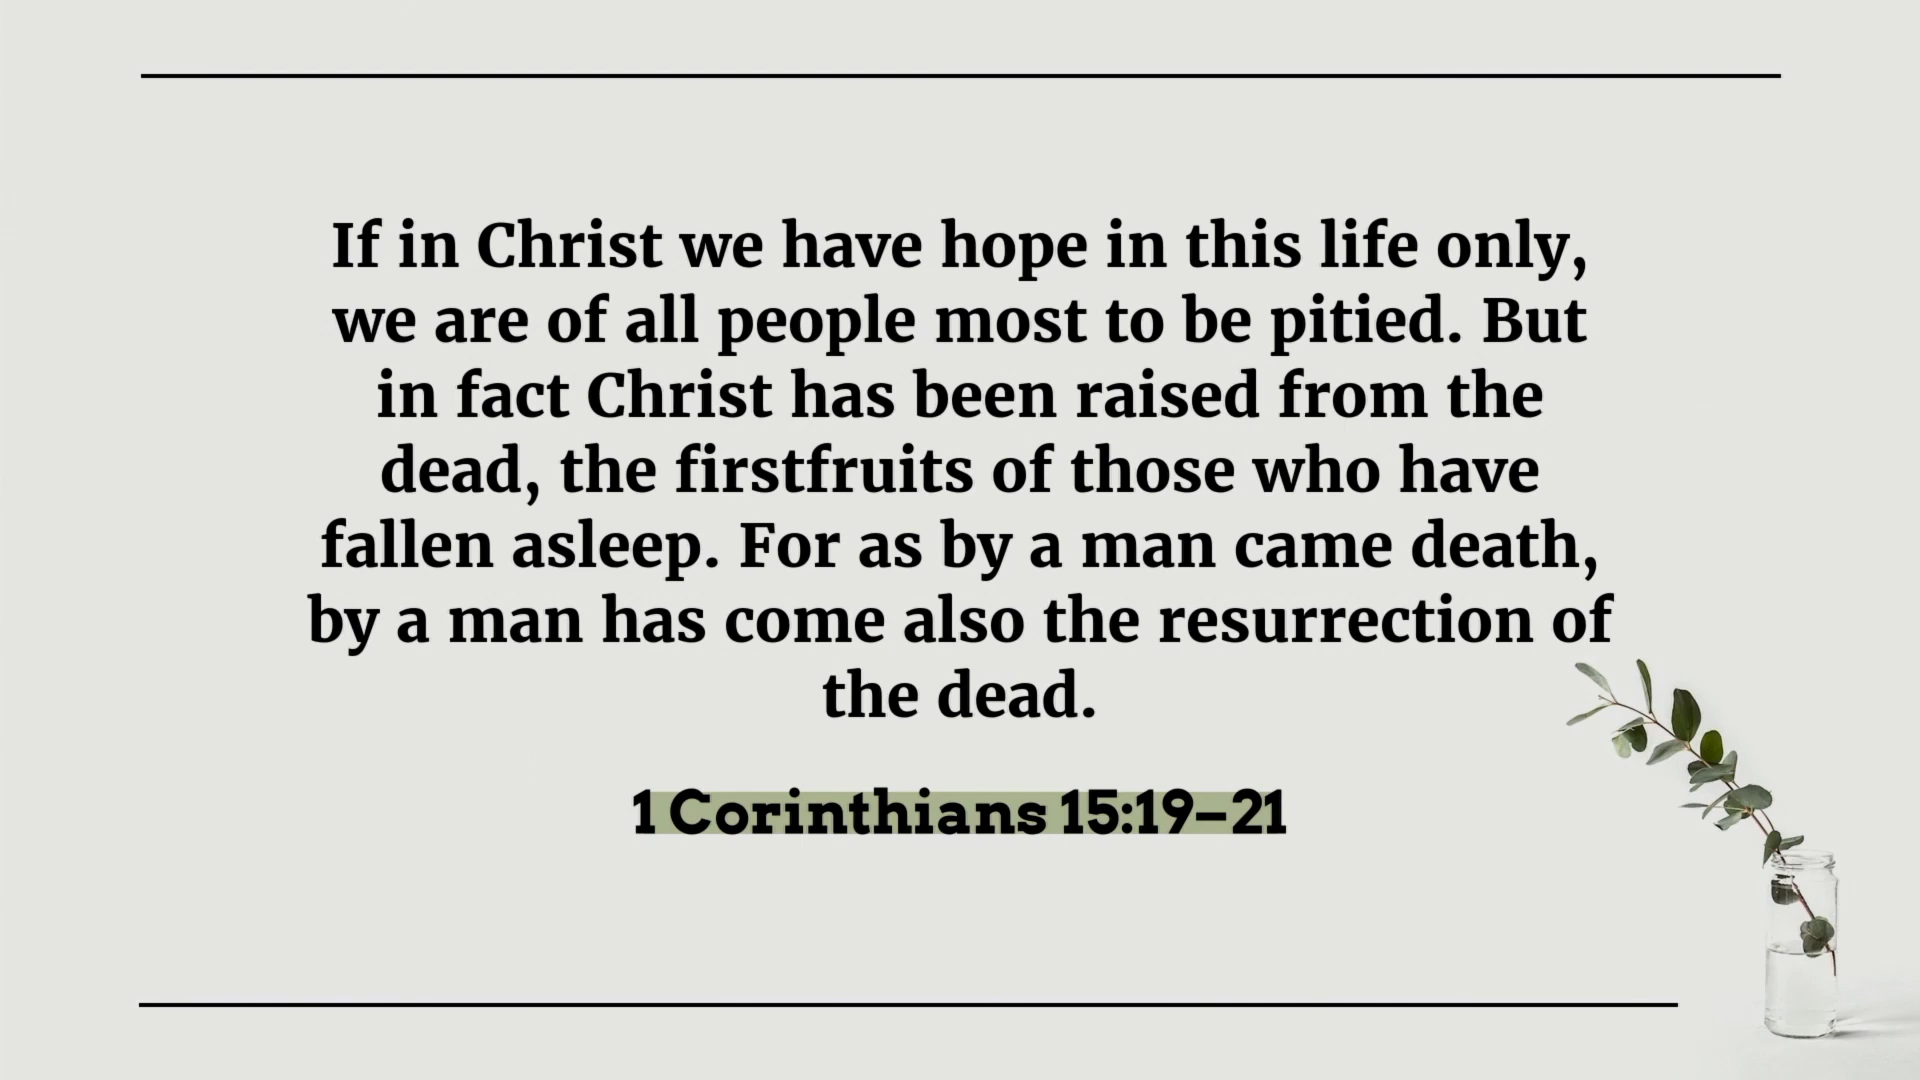 If in Christ we have hope in this life only,
we are of all people most to be pitied. But
in fact Christ has been raised from the
dead, the firstfruits of those who have
fallen asleep. For as by a man came death,
by a man has come also the resurrection of
the dead.
1 Corinthians 15:19–21